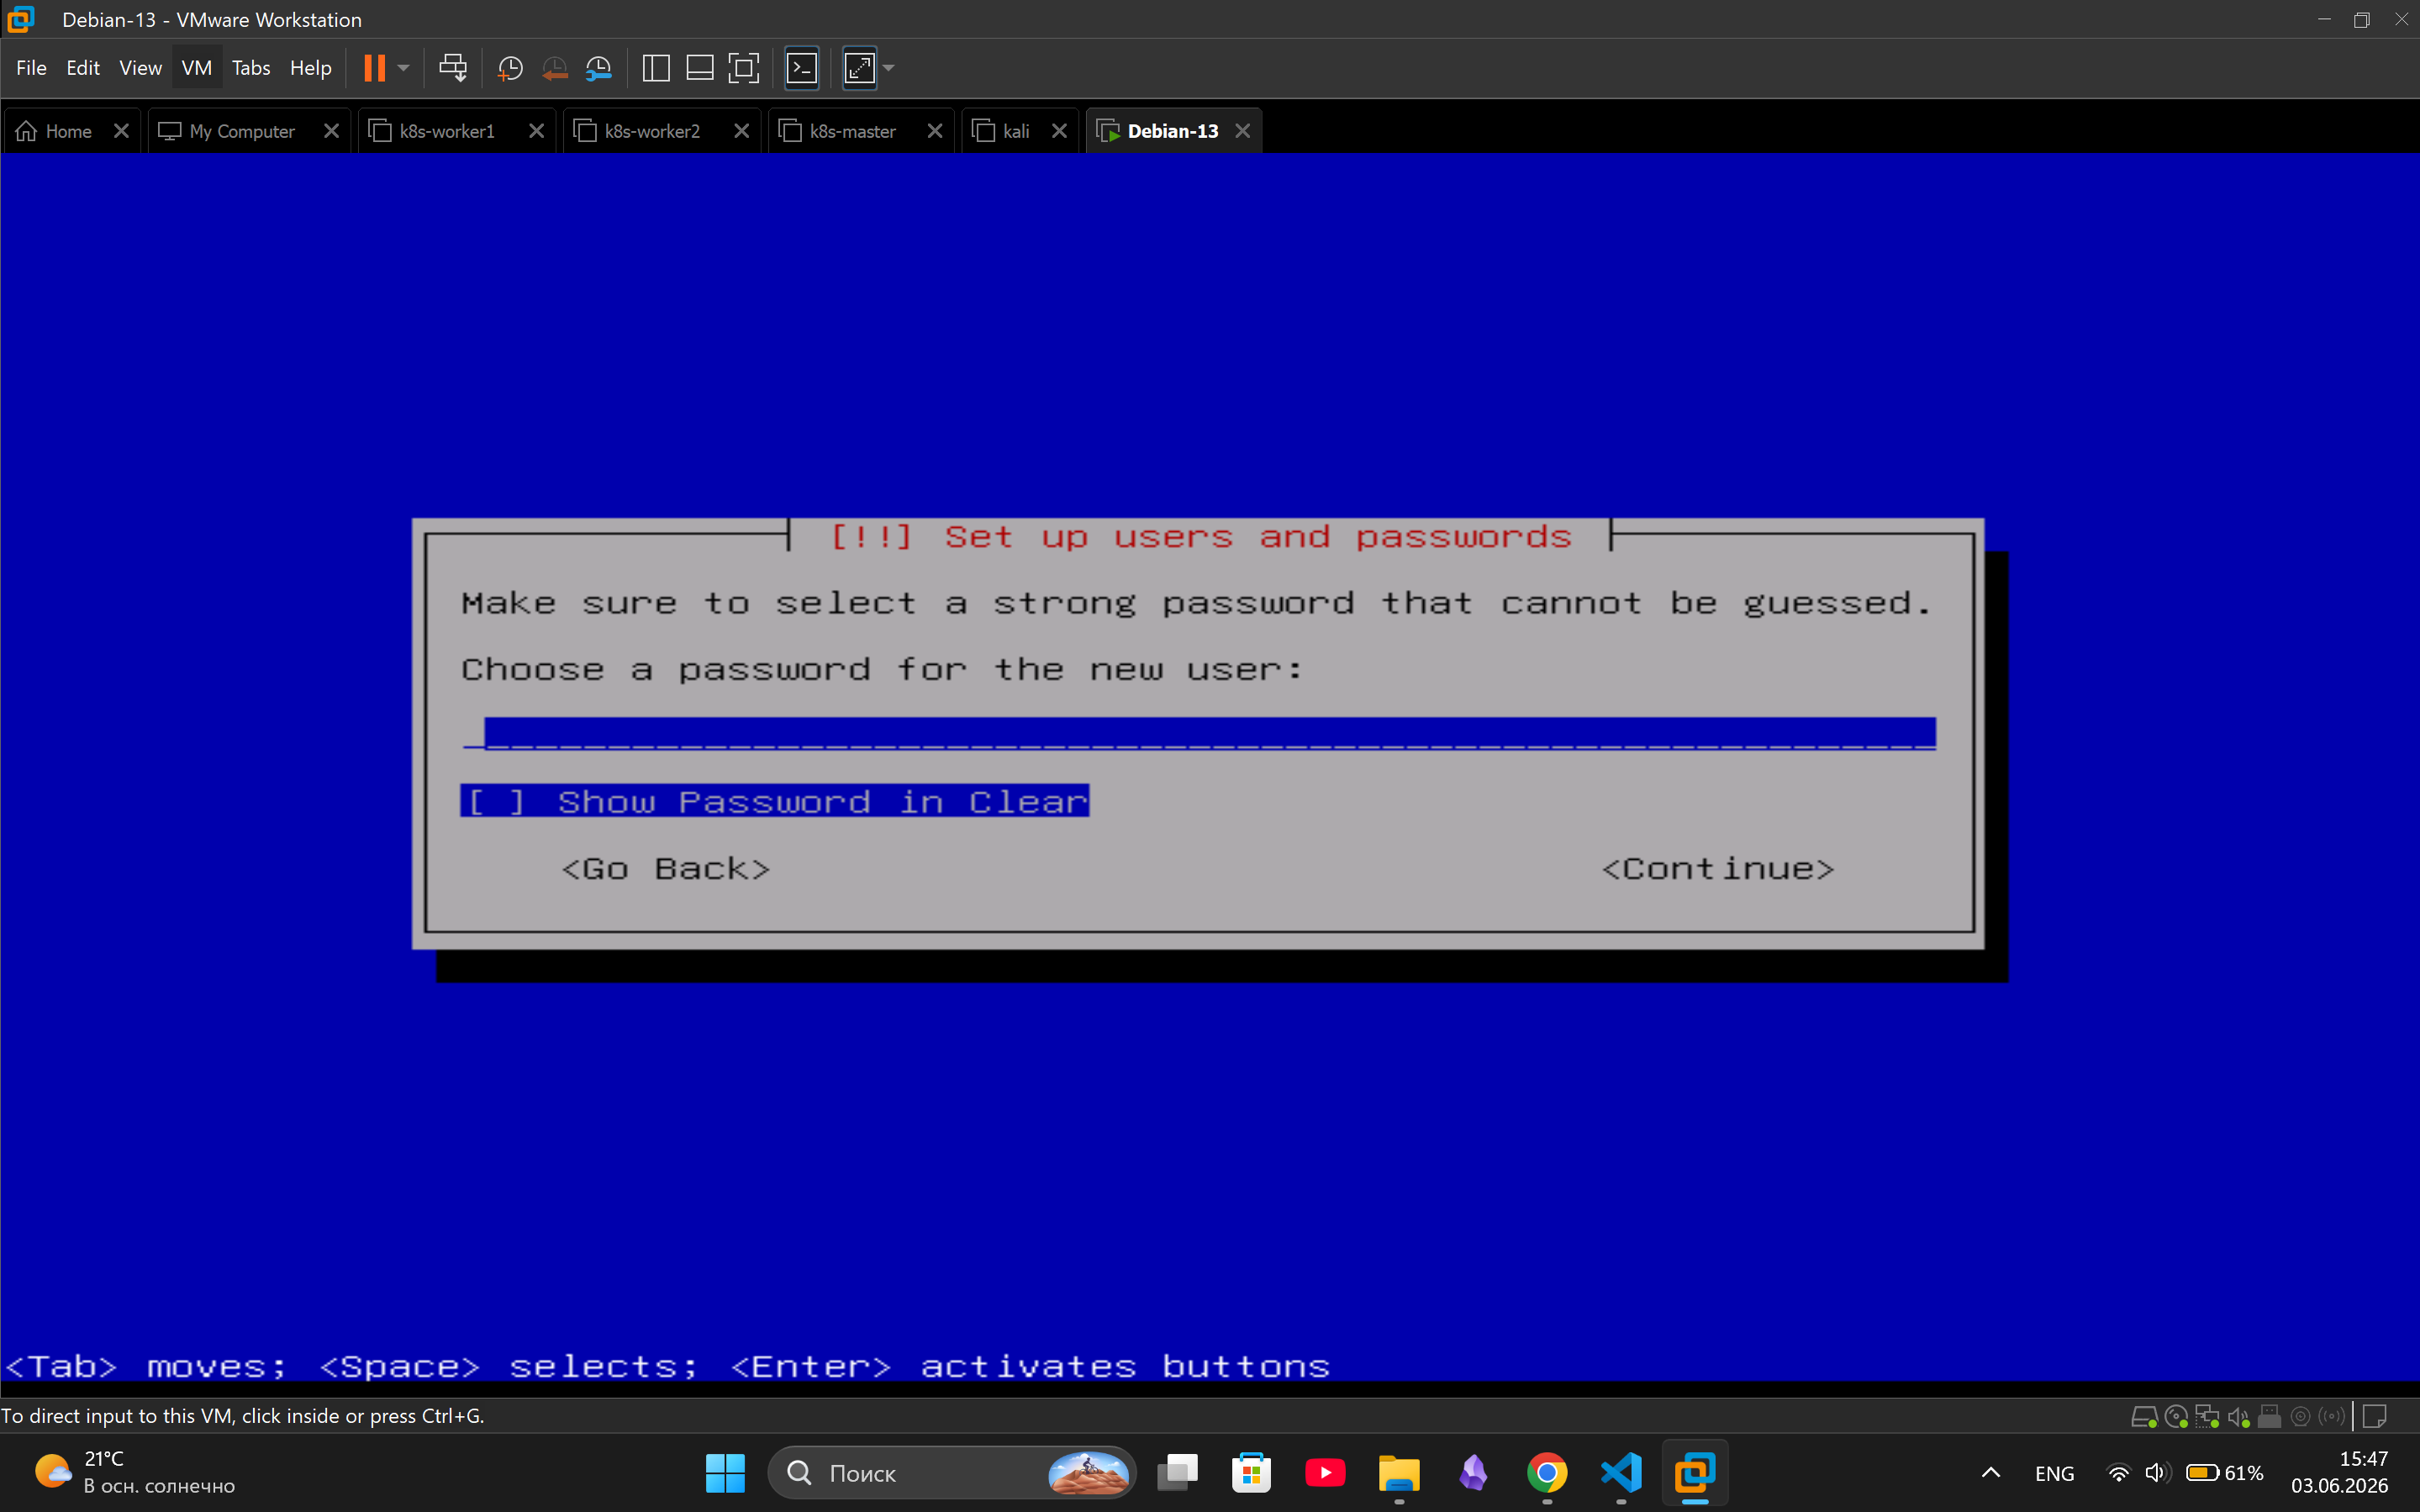 Debian-13 - VMware Workstation
File Edit View VM Tabs Help
Home My Computer k8s-worker1 k8s-worker2 k8s-master kali Debian-13
[!!] Set up users and passwords
Make sure to select a strong password that cannot be guessed.
Choose a password for the new user:
[ ] Show Password in Clear
<Go Back> <Continue>
<Tab> moves; <Space> selects; <Enter> activates buttons
To direct input to this VM, click inside or press Ctrl+G.
21°C
В осн. солнечно
Поиск
ENG
61%
15:47
03.06.2026